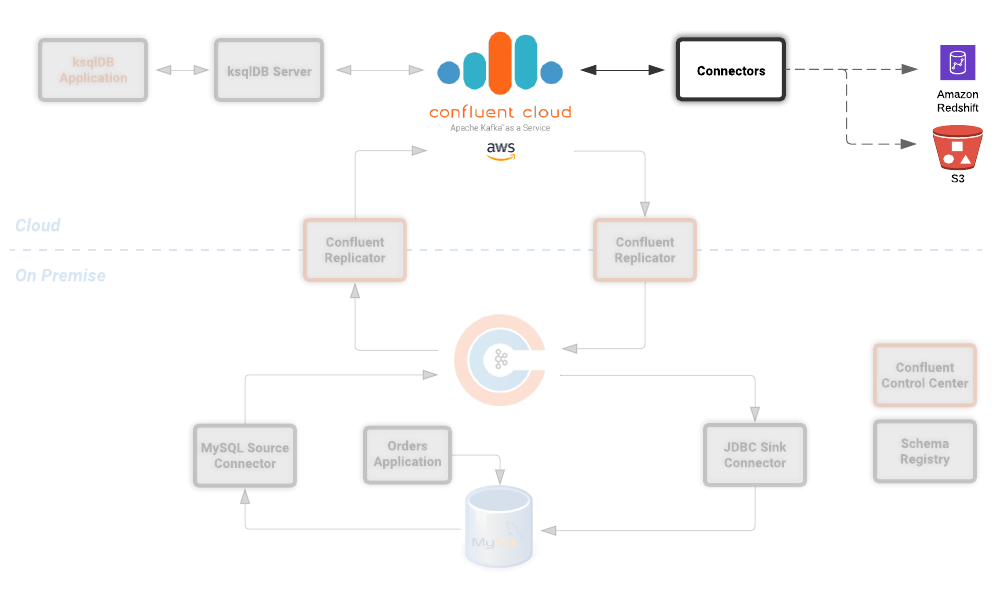 ksqlDB
Application
ksqlDB Server
confluent cloud
Apache Kafka® as a Service
aws
Connectors
Amazon
Redshift
S3
Cloud
On Premise
Confluent
Replicator
Confluent
Replicator
Confluent
Control Center
MySQL Source
Connector
Orders
Application
JDBC Sink
Connector
Schema
Registry
MySQL